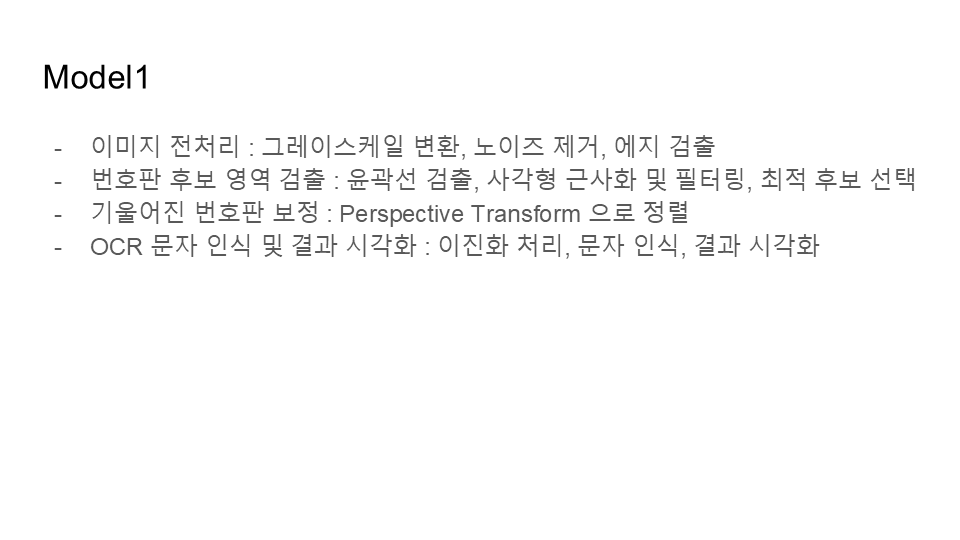 Model1
- 이미지 전처리 : 그레이스케일 변환, 노이즈 제거, 에지 검출
- 번호판 후보 영역 검출 : 윤곽선 검출, 사각형 근사화 및 필터링, 최적 후보 선택
- 기울어진 번호판 보정 : Perspective Transform 으로 정렬
- OCR 문자 인식 및 결과 시각화 : 이진화 처리, 문자 인식, 결과 시각화